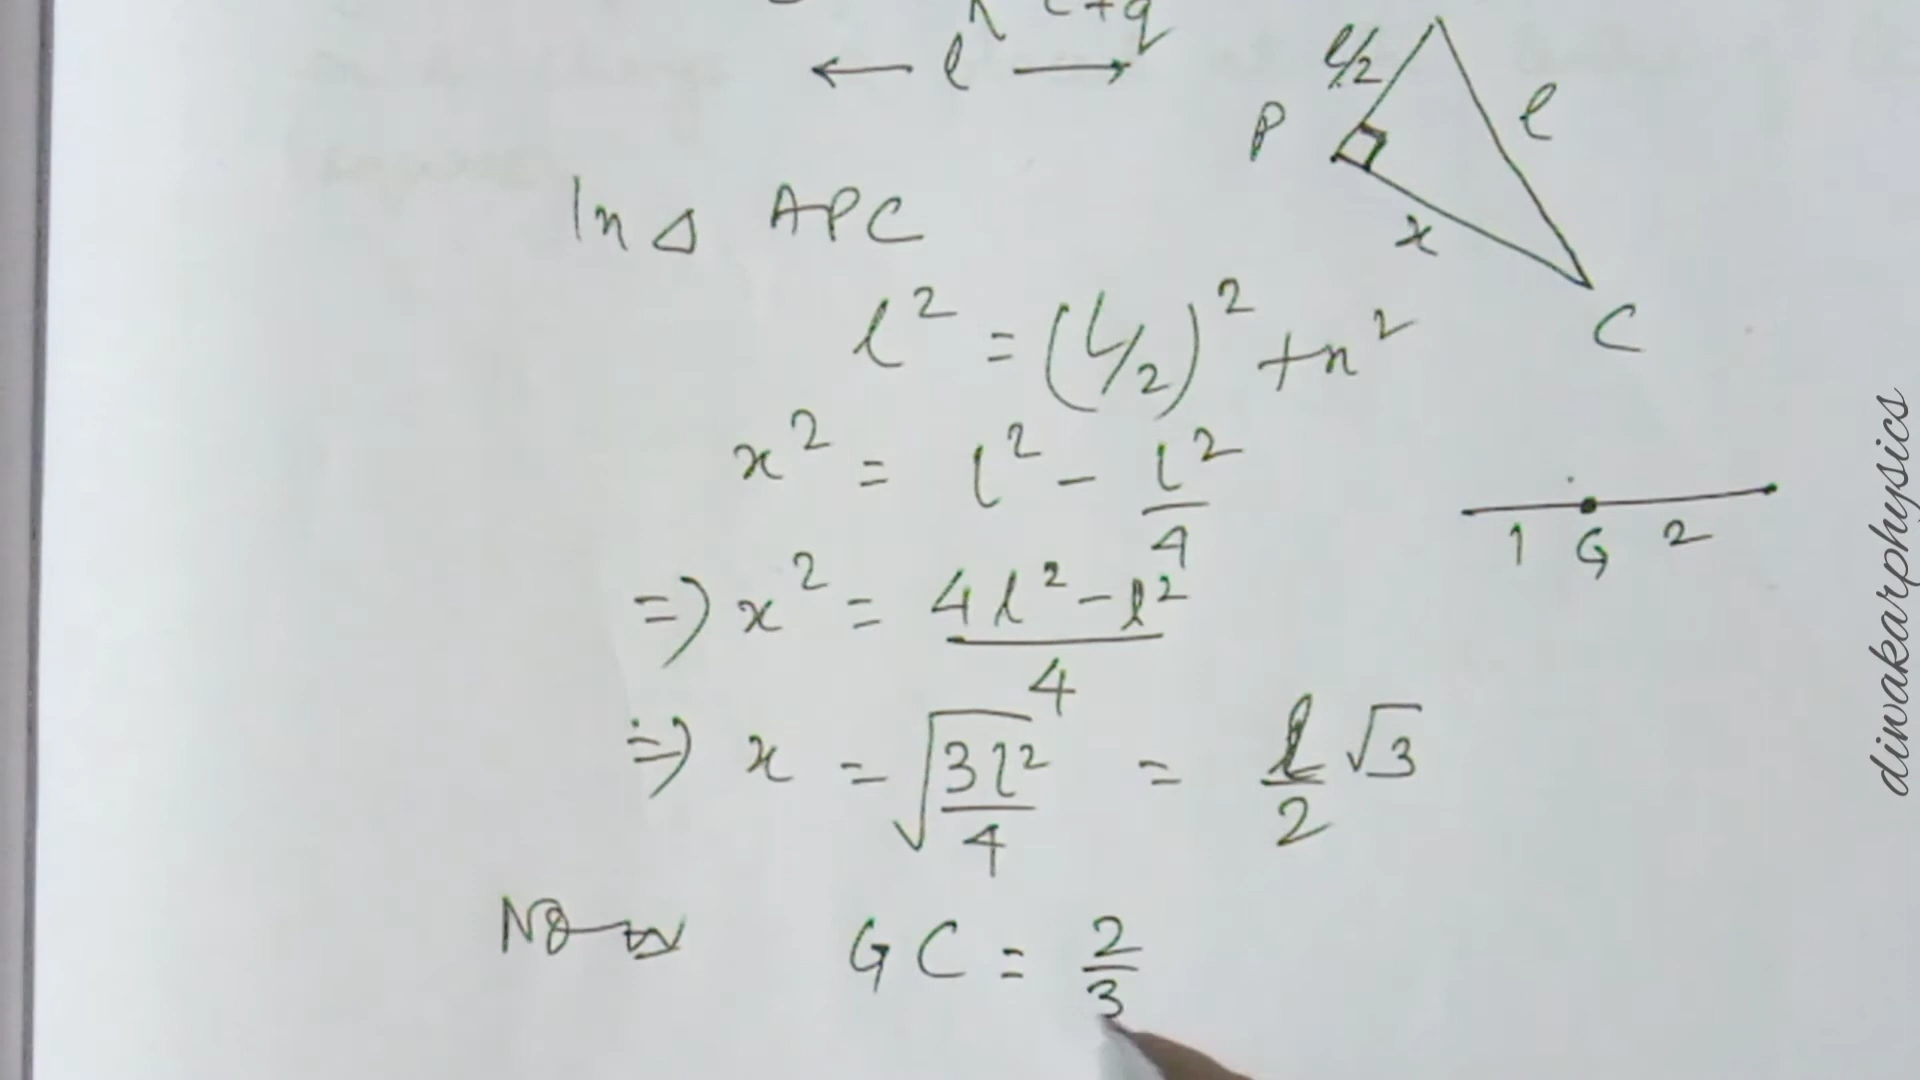 ← l → +q
l/2
l
P
x
C
In △ APC
l² = (l/2)² + x²
x² = l² - l²/4
1 G 2
⇒ x² = (4l² - l²)/4
⇒ x = √(3l²/4) = l/2 √3
Now GC = 2/3
diwakarphysics